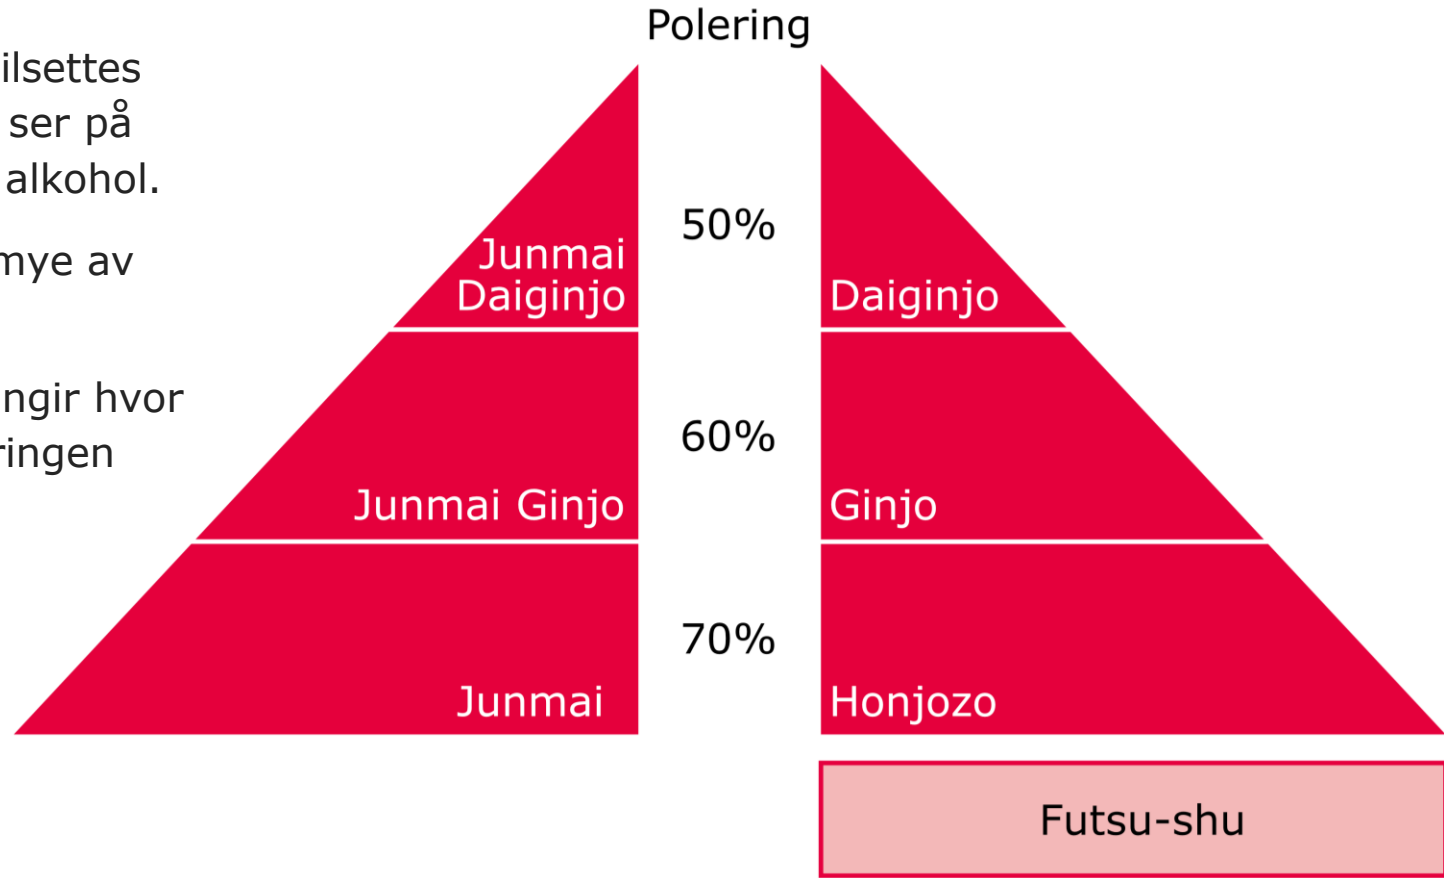 Polering
ilsettes
ser på
alkohol.
mye av
ngir hvor
ringen
50%
Junmai
Daiginjo
Daiginjo
60%
Junmai Ginjo
Ginjo
70%
Junmai
Honjozo
Futsu-shu